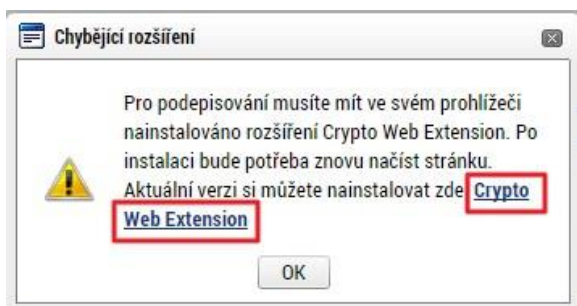 Chybějící rozšíření
Pro podepisování musíte mít ve svém prohlížeči
nainstalováno rozšíření Crypto Web Extension. Po
instalaci bude potřeba znovu načíst stránku.
Aktuální verzi si můžete nainstalovat zde Crypto
Web Extension
OK